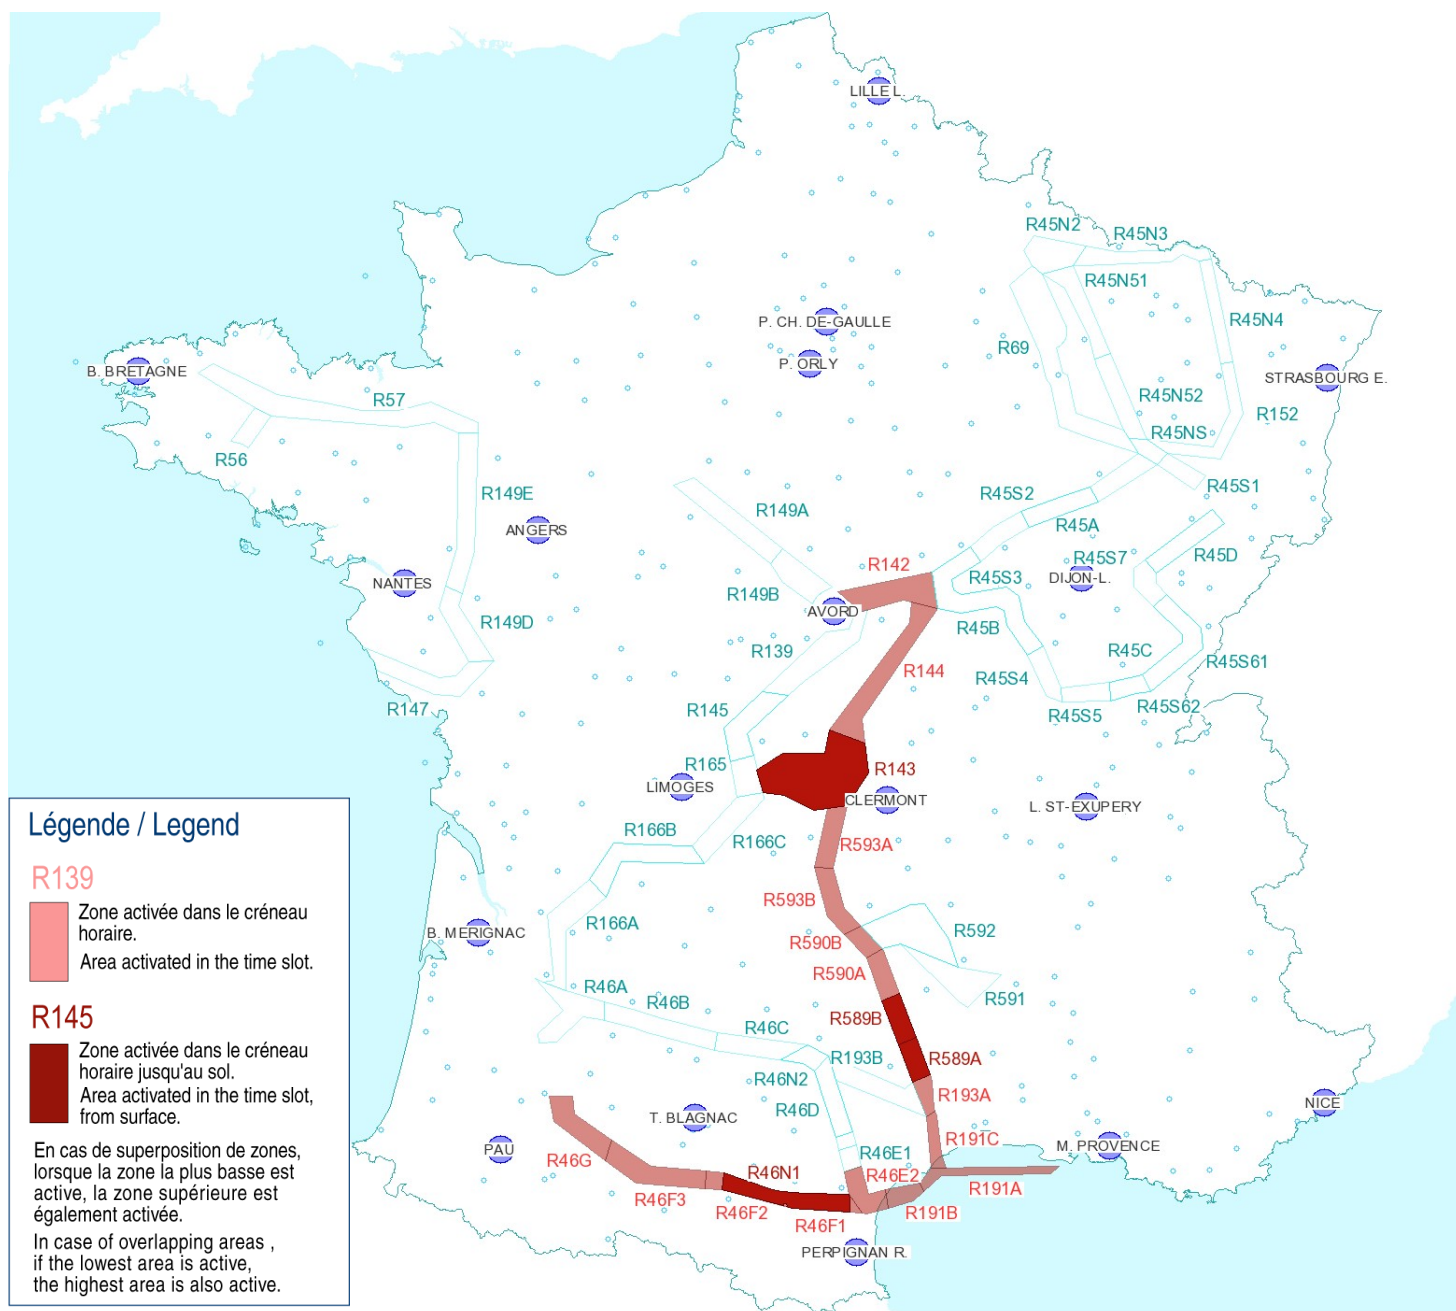 LILLE L.
R45N2
R45N3
R45N51
P. CH. DE-GAULLE
R45N4
R69
P. ORLY
B. BRETAGNE
STRASBOURG E.
R57
R45N52
R152
R45NS
R56
R149E
R45S2
R45S1
R149A
R45A
ANGERS
R45S7
R45D
R142
NANTES
R45S3
DIJON-L.
R149B
AVORD
R149D
R45B
R139
R45C
R45S61
R144
R45S4
R147
R145
R45S5
R45S62
R165
R143
LIMOGES
CLERMONT
L. ST-EXUPERY
R166B
R166C
R593A
R593B
R166A
B. MERIGNAC
R592
R590B
R590A
R46A
R46B
R591
R589B
R46C
R193B
R589A
R46N2
R193A
R46D
NICE
T. BLAGNAC
R191C
M. PROVENCE
PAU
R46E1
R46G
R46N1
R46E2
R46F3
R191A
R46F2
R191B
R46F1
PERPIGNAN R.
Légende / Legend
R139
Zone activée dans le créneau
horaire.
Area activated in the time slot.
R145
Zone activée dans le créneau
horaire jusqu'au sol.
Area activated in the time slot,
from surface.
En cas de superposition de zones,
lorsque la zone la plus basse est
active, la zone supérieure est
également activée.
In case of overlapping areas ,
if the lowest area is active,
the highest area is also active.